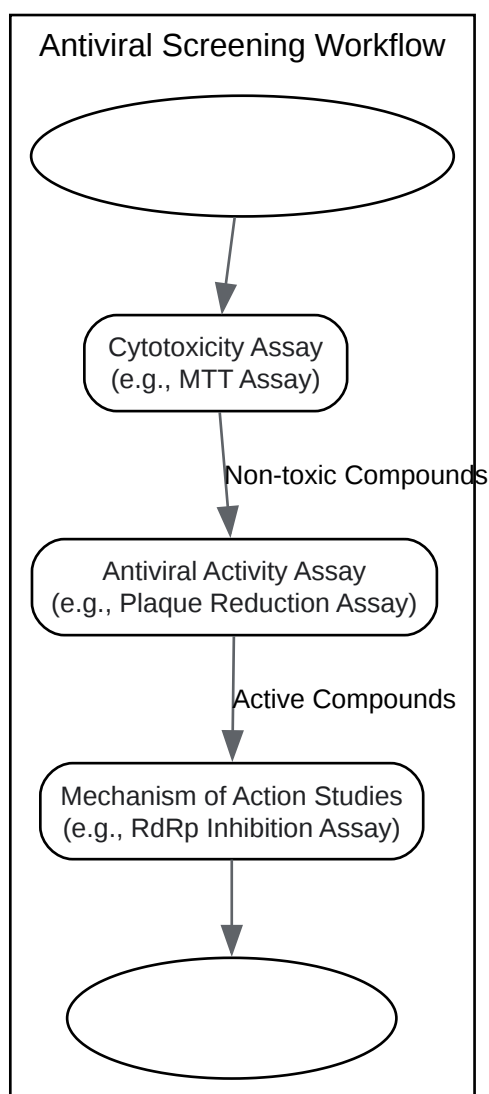 Antiviral Screening Workflow
Cytotoxicity Assay
(e.g., MTT Assay)
Non-toxic Compounds
Antiviral Activity Assay
(e.g., Plaque Reduction Assay)
Active Compounds
Mechanism of Action Studies
(e.g., RdRp Inhibition Assay)